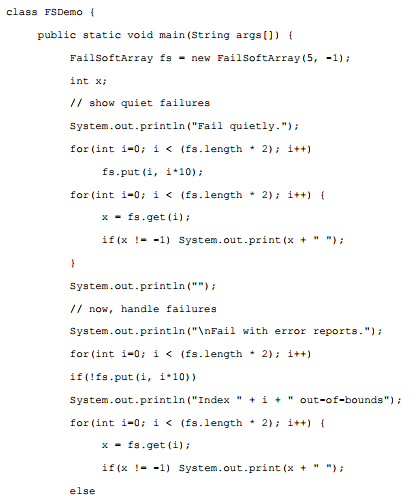 class FSDemo {
public static void main(String args[]) {
FailSoftArray fs = new FailSoftArray(5, -1);
int x;
// show quiet failures
System.out.println("Fail quietly.");
for(int i=0; i < (fs.length * 2); i++)
fs.put(i, i*10);
for(int i=0; i < (fs.length * 2); i++) {
x = fs.get(i);
if(x != -1) System.out.print(x + " ");
}
System.out.println("");
// now, handle failures
System.out.println("\nFail with error reports.");
for(int i=0; i < (fs.length * 2); i++)
if(!fs.put(i, i*10))
System.out.println("Index " + i + " out-of-bounds");
for(int i=0; i < (fs.length * 2); i++) {
x = fs.get(i);
if(x != -1) System.out.print(x + " ");
else